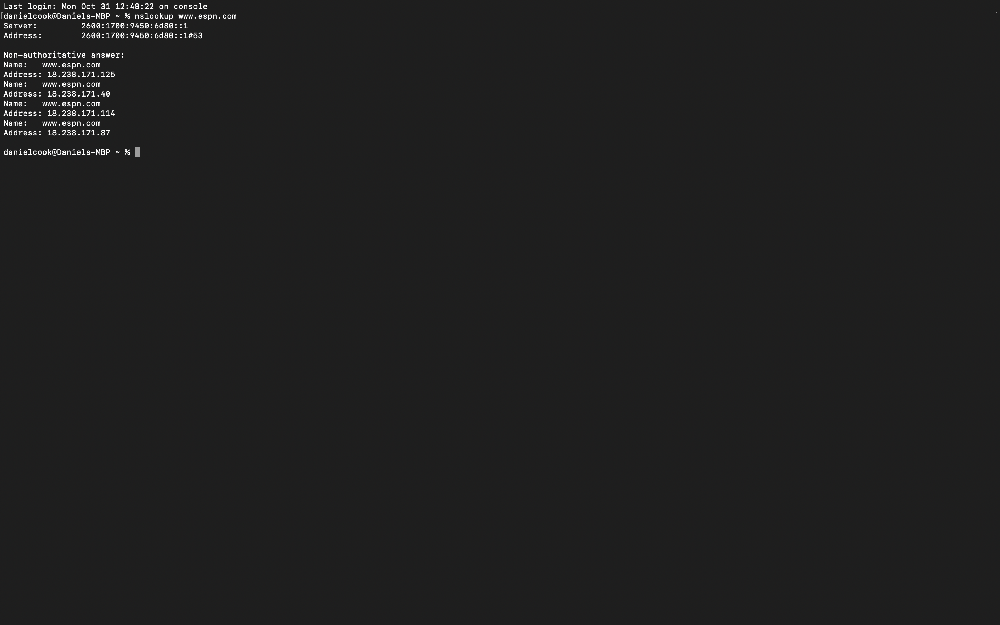 Last login: Mon Oct 31 12:48:22 on console
[danielcook@Daniels-MBP ~ % nslookup www.espn.com ]
Server:         2600:1700:9450:6d80::1
Address:        2600:1700:9450:6d80::1#53

Non-authoritative answer:
Name:   www.espn.com
Address: 18.238.171.125
Name:   www.espn.com
Address: 18.238.171.40
Name:   www.espn.com
Address: 18.238.171.114
Name:   www.espn.com
Address: 18.238.171.87

danielcook@Daniels-MBP ~ %